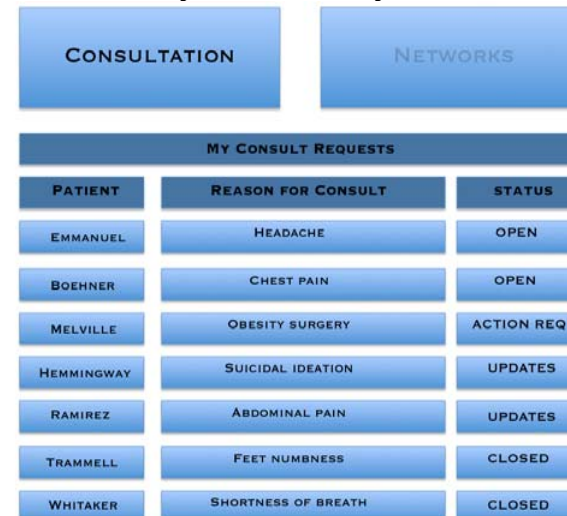 CONSULTATION
NETWORKS
MY CONSULT REQUESTS
PATIENT REASON FOR CONSULT STATUS
EMMANUEL HEADACHE OPEN
BOEHNER CHEST PAIN OPEN
MELVILLE OBESITY SURGERY ACTION REQ
HEMMINGWAY SUICIDAL IDEATION UPDATES
RAMIREZ ABDOMINAL PAIN UPDATES
TRAMMELL FEET NUMBNESS CLOSED
WHITAKER SHORTNESS OF BREATH CLOSED